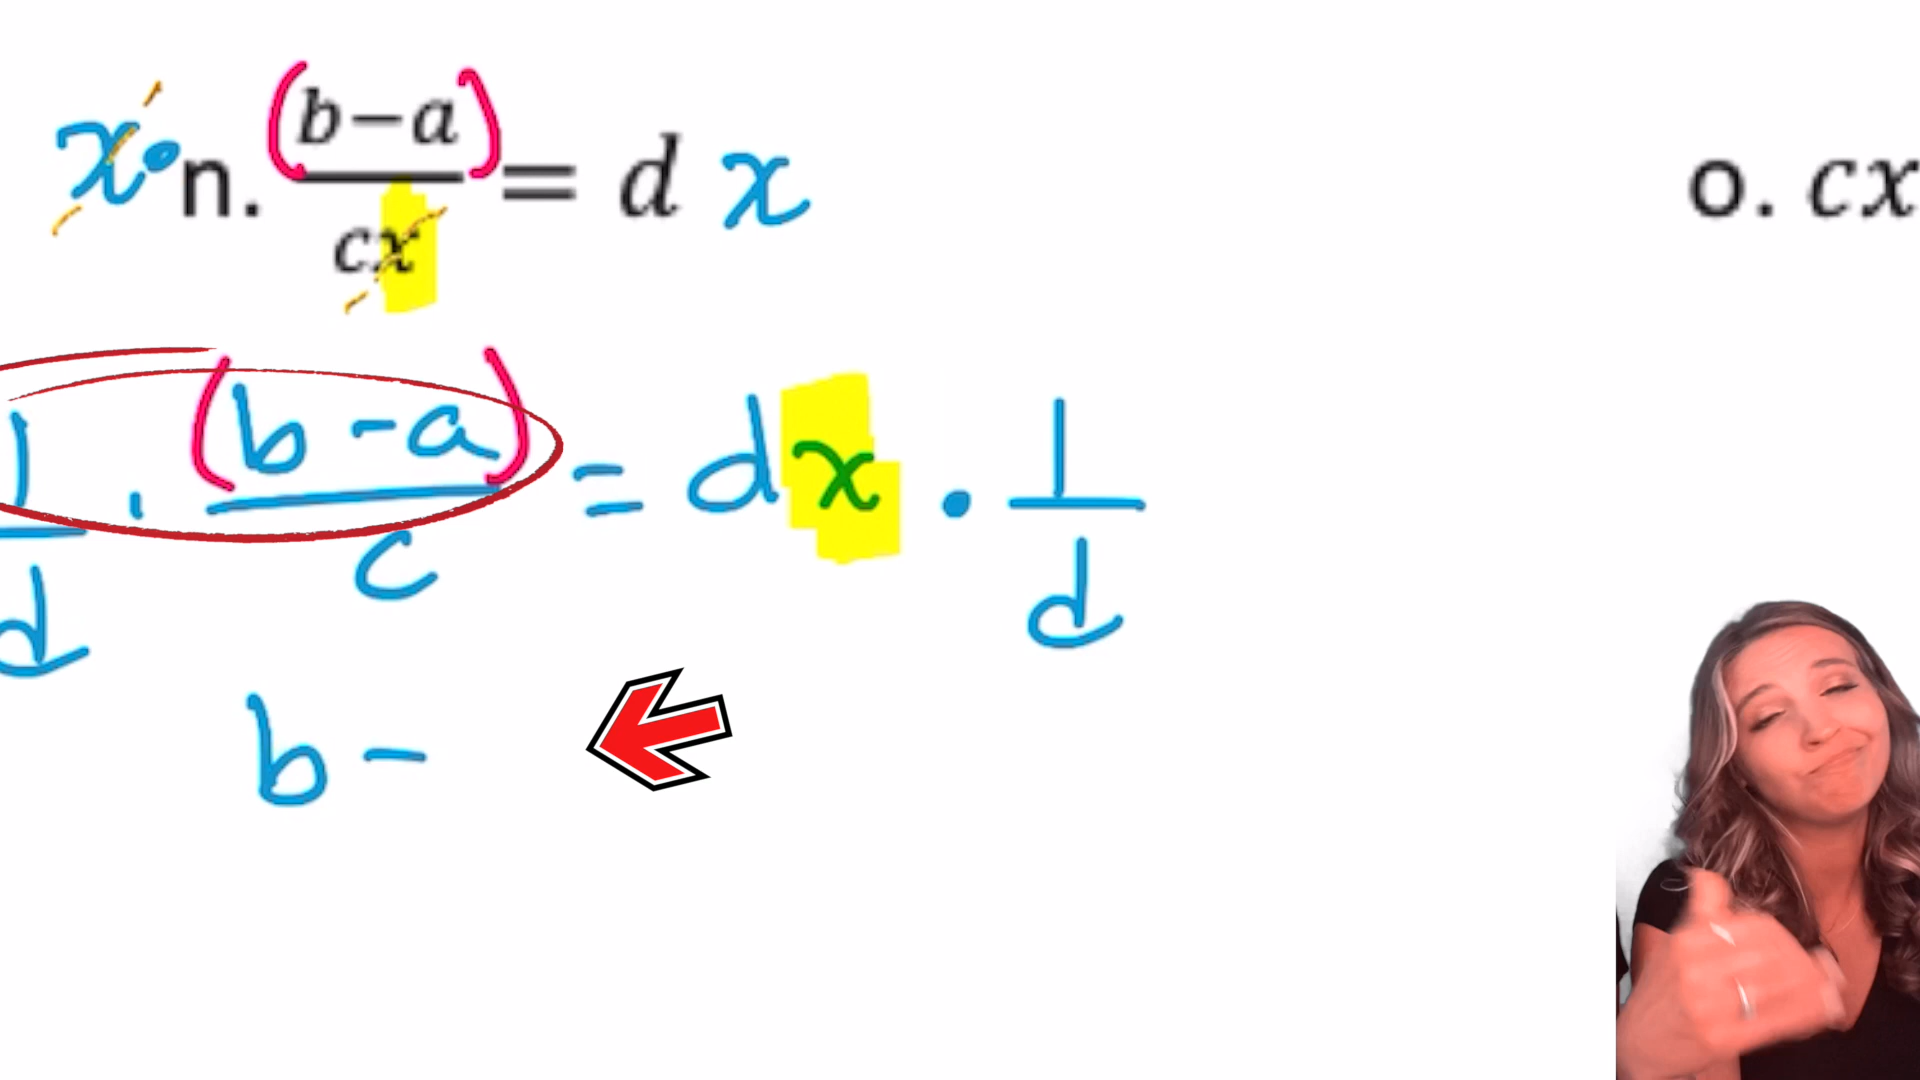 x • n. (b−a)/cx = d x
o. cx
1/d · (b - a)/c = dx • 1/d
b -